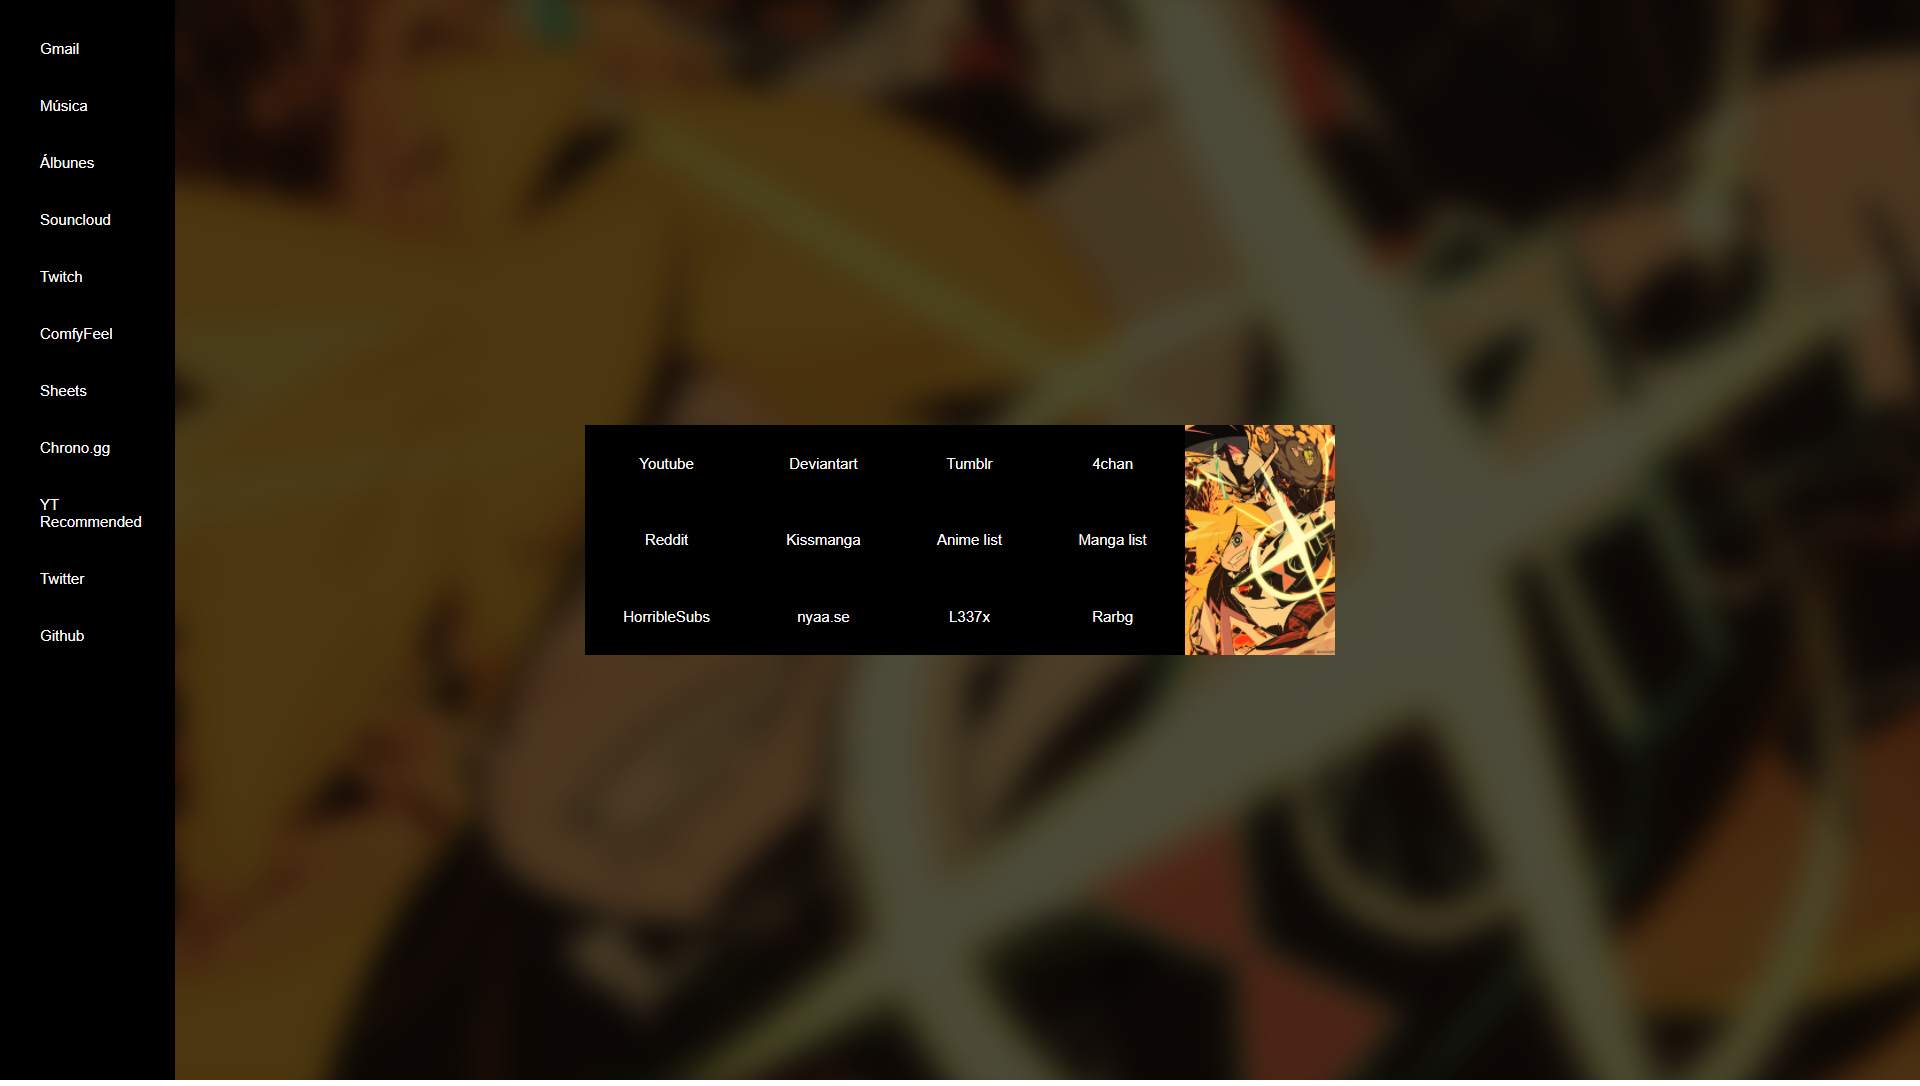 Gmail
Música
Álbunes
Souncloud
Twitch
ComfyFeel
Sheets
Chrono.gg
YT
Recommended
Twitter
Github
Youtube Deviantart Tumblr 4chan
Reddit Kissmanga Anime list Manga list
HorribleSubs nyaa.se L337x Rarbg